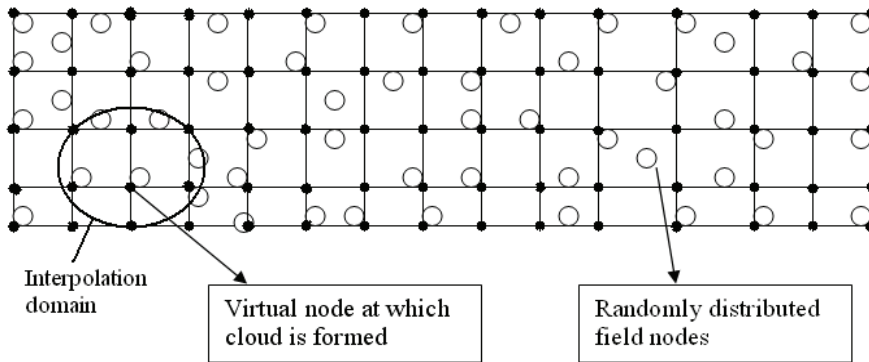 Interpolation
domain
Virtual node at which
cloud is formed
Randomly distributed
field nodes